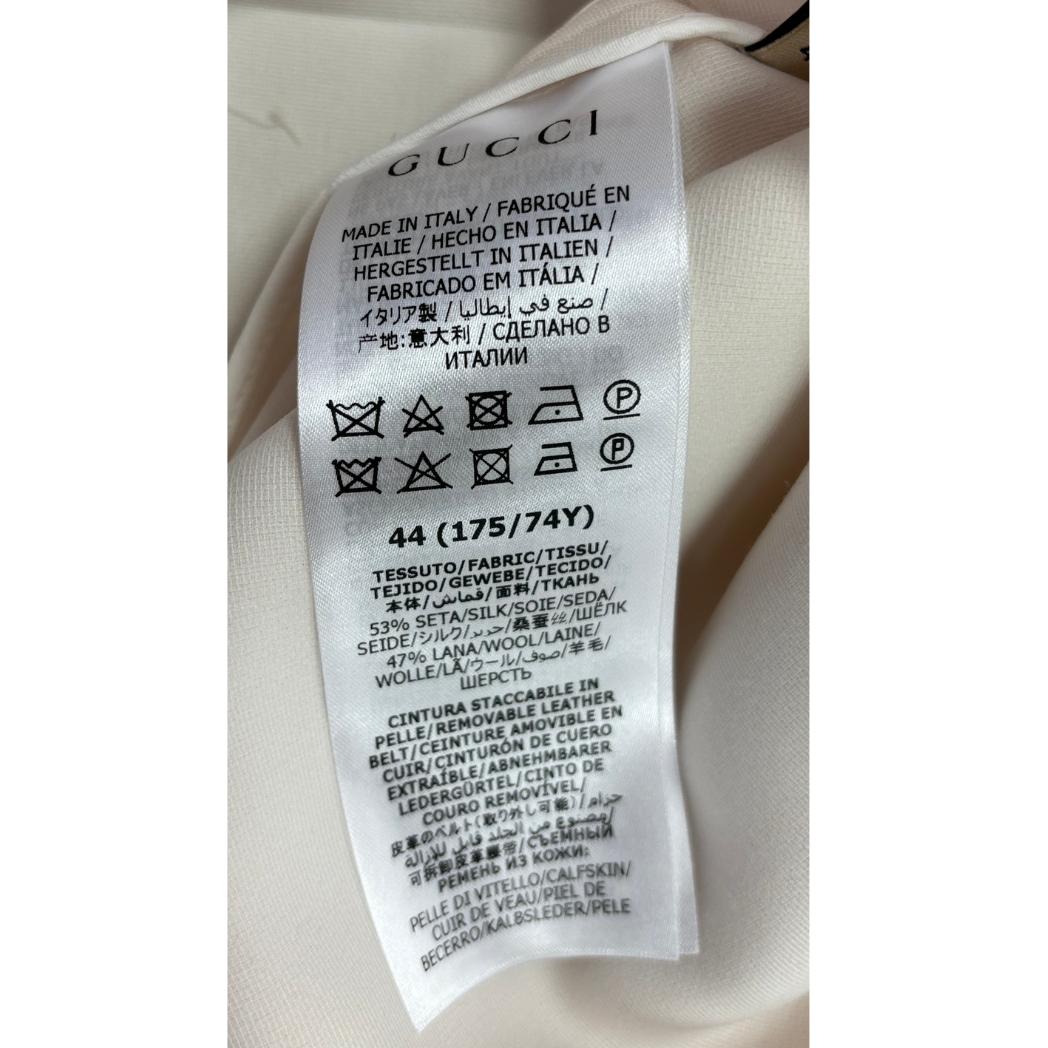 GUCCI
MADE IN ITALY / FABRIQUÉ EN
ITALIE / HECHO EN ITALIA /
HERGESTELLT IN ITALIEN /
FABRICADO EM ITÁLIA /
イタリア製 / صنع في إيطاليا /
产地:意大利 / СДЕЛАНО В
ИТАЛИИ
P
P
44 (175/74Y)
TESSUTO/FABRIC/TISSU/
TEJIDO/GEWEBE/TECIDO/
本体/قماش/面料/ТКАНЬ
53% SETA/SILK/SOIE/SEDA/
SEIDE/シルク/حرير/桑蚕丝/ШЁЛК
47% LANA/WOOL/LAINE/
WOLLE/LÃ/ウール/صوف/羊毛/
ШЕРСТЬ
CINTURA STACCABILE IN
PELLE/REMOVABLE LEATHER
BELT/CEINTURE AMOVIBLE EN
CUIR/CINTURÓN DE CUERO
EXTRAÍBLE/ABNEHMBARER
LEDERGÜRTEL/CINTO DE
COURO REMOVÍVEL/
皮革のベルト(取り外し可能)/حزام
مصنوع من الجلد قابل للإزالة/
可拆卸皮革腰带/СЪЕМНЫЙ
РЕМЕНЬ ИЗ КОЖИ:
PELLE DI VITELLO/CALFSKIN/
CUIR DE VEAU/PIEL DE
BECERRO/KALBSLEDER/PELE